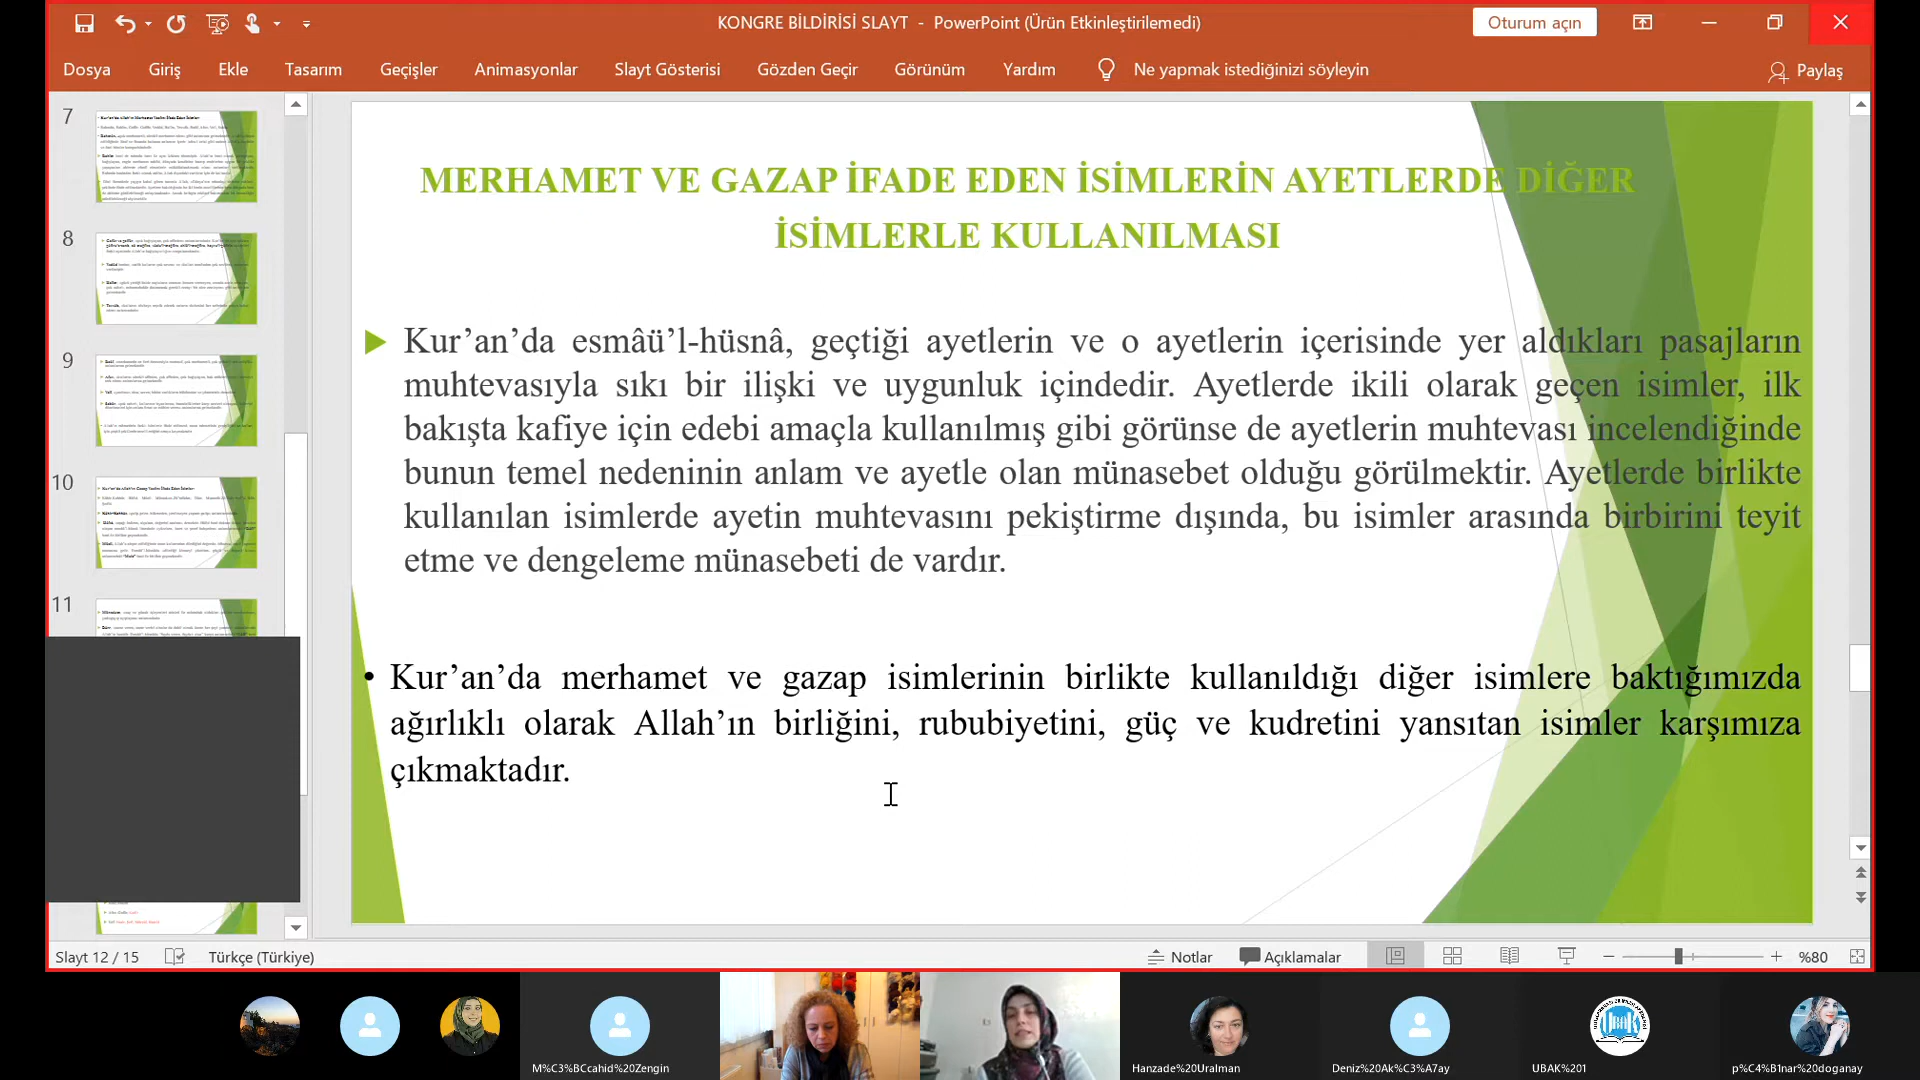 KONGRE BİLDİRİSİ SLAYT - PowerPoint (Ürün Etkinleştirilemedi)
Oturum açın
Dosya Giriş Ekle Tasarım Geçişler Animasyonlar Slayt Gösterisi Gözden Geçir Görünüm Yardım Ne yapmak istediğinizi söyleyin Paylaş
7
8
9
10
11
MERHAMET VE GAZAP İFADE EDEN İSİMLERİN AYETLERDE DİĞER
İSİMLERLE KULLANILMASI
Kur’an’da esmâü’l-hüsnâ, geçtiği ayetlerin ve o ayetlerin içerisinde yer aldıkları pasajların
muhtevasıyla sıkı bir ilişki ve uygunluk içindedir. Ayetlerde ikili olarak geçen isimler, ilk
bakışta kafiye için edebi amaçla kullanılmış gibi görünse de ayetlerin muhtevası incelendiğinde
bunun temel nedeninin anlam ve ayetle olan münasebet olduğu görülmektir. Ayetlerde birlikte
kullanılan isimlerde ayetin muhtevasını pekiştirme dışında, bu isimler arasında birbirini teyit
etme ve dengeleme münasebeti de vardır.
• Kur’an’da merhamet ve gazap isimlerinin birlikte kullanıldığı diğer isimlere baktığımızda
ağırlıklı olarak Allah’ın birliğini, rububiyetini, güç ve kudretini yansıtan isimler karşımıza
çıkmaktadır.
Slayt 12 / 15 Türkçe (Türkiye) Notlar Açıklamalar %80
M%C3%BCcahid%20Zengin
Hanzade%20Uralman
Deniz%20Ak%C3%A7ay
UBAK%201
p%C4%B1nar%20doganay